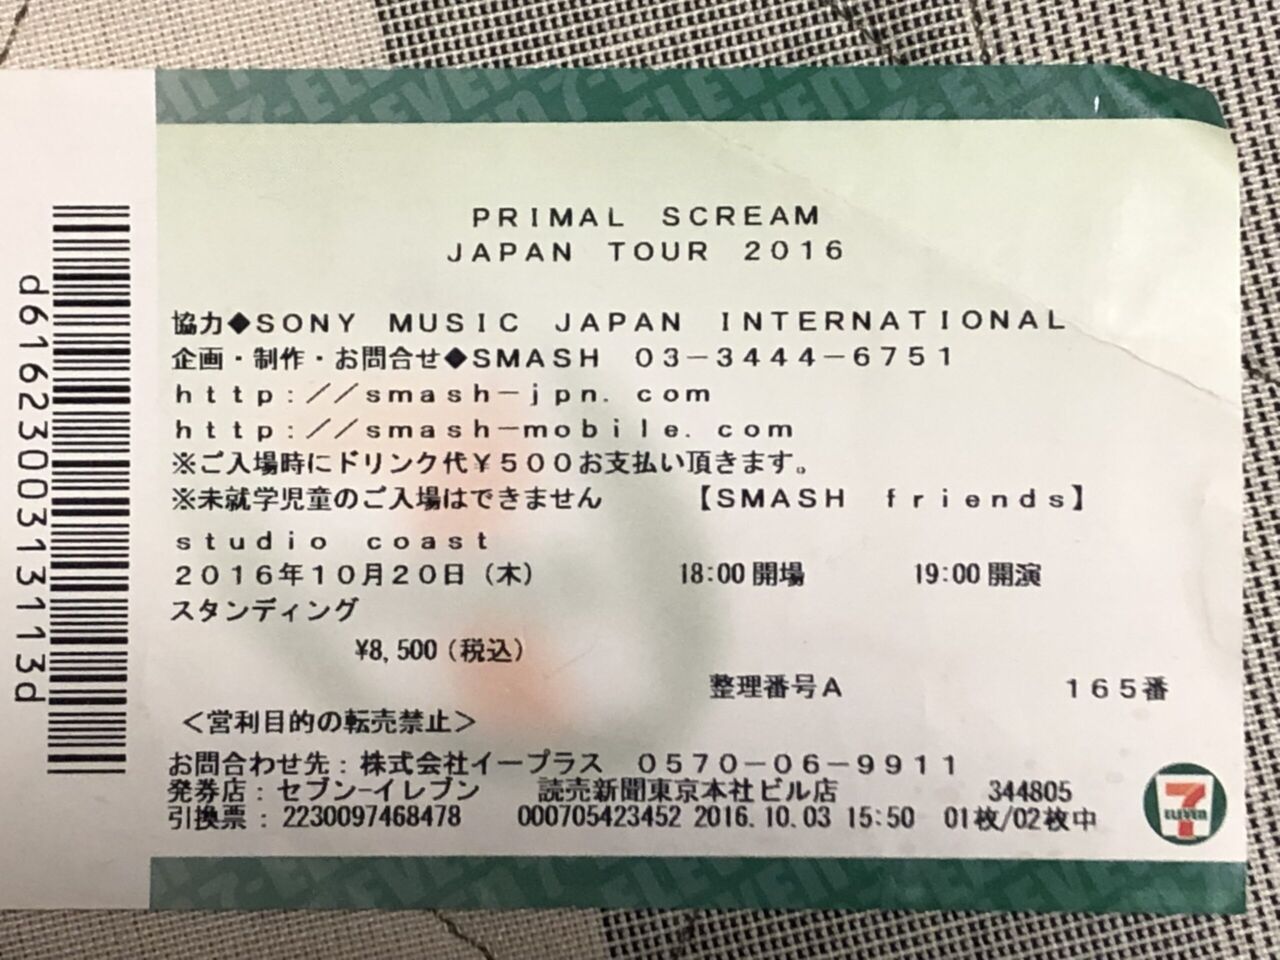 7-ELEVEN 7-ELEVEN
PRIMAL SCREAM
JAPAN TOUR 2016
協力◆SONY MUSIC JAPAN INTERNATIONAL
企画・制作・お問合せ◆SMASH 03-3444-6751
http://smash-jpn.com
http://smash-mobile.com
※ご入場時にドリンク代¥500お支払い頂きます。
※未就学児童のご入場はできません 【SMASH friends】
studio coast
2016年10月20日(木) 18:00開場 19:00開演
スタンディング
¥8,500(税込)
整理番号A 165番
<営利目的の転売禁止>
お問合わせ先:株式会社イープラス 0570-06-9911
発券店:セブン-イレブン 読売新聞東京本社ビル店 344805
引換票:2230097468478 000705423452 2016.10.03 15:50 01枚/02枚中
7
ELEVEN
d6162300313113d